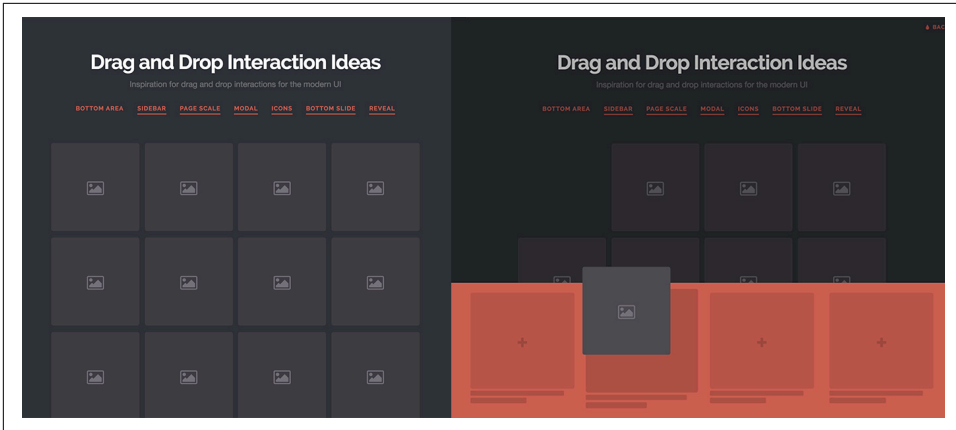 Drag and Drop Interaction Ideas
Inspiration for drag and drop interactions for the modern UI
BOTTOM AREA SIDEBAR PAGE SCALE MODAL ICONS BOTTOM SLIDE REVEAL
Drag and Drop Interaction Ideas
Inspiration for drag and drop interactions for the modern UI
BOTTOM AREA SIDEBAR PAGE SCALE MODAL ICONS BOTTOM SLIDE REVEAL